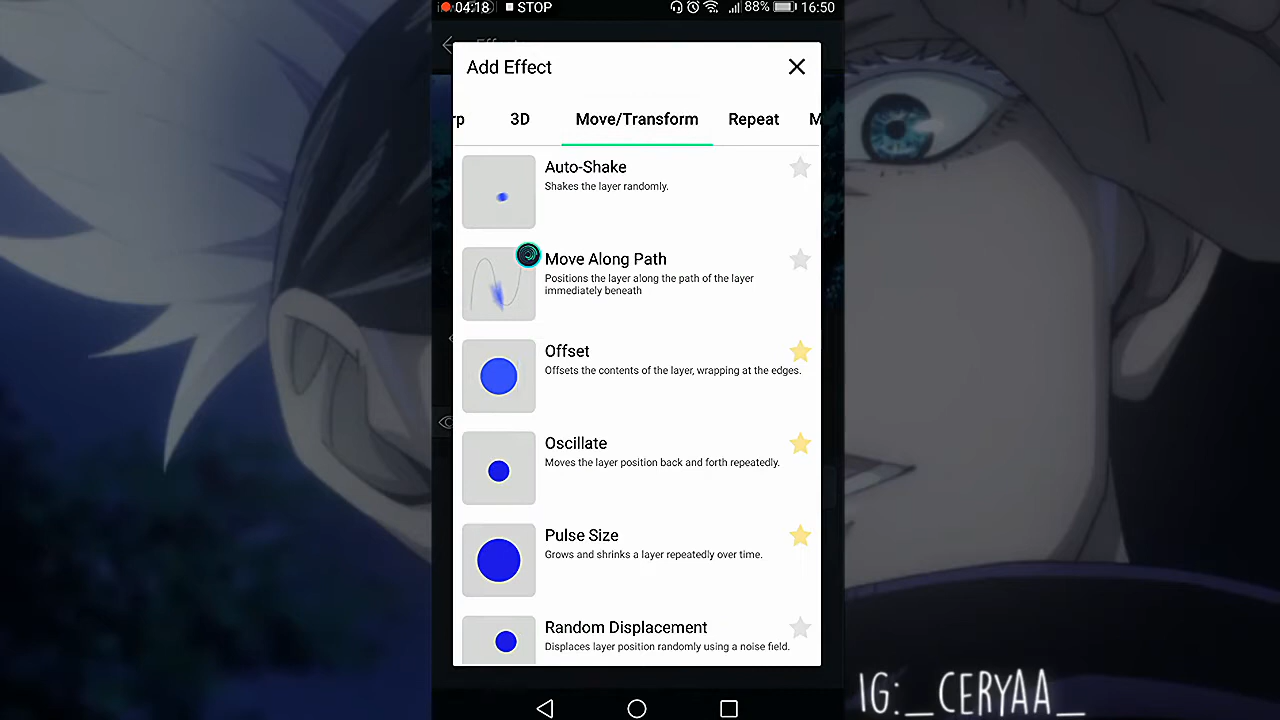 04:18 STOP 88% 16:50
Add Effect
rp 3D Move/Transform Repeat M
Auto-Shake
Shakes the layer randomly.
Move Along Path
Positions the layer along the path of the layer
immediately beneath
Offset
Offsets the contents of the layer, wrapping at the edges.
Oscillate
Moves the layer position back and forth repeatedly.
Pulse Size
Grows and shrinks a layer repeatedly over time.
Random Displacement
Displaces layer position randomly using a noise field.
IG:_CERYAA_